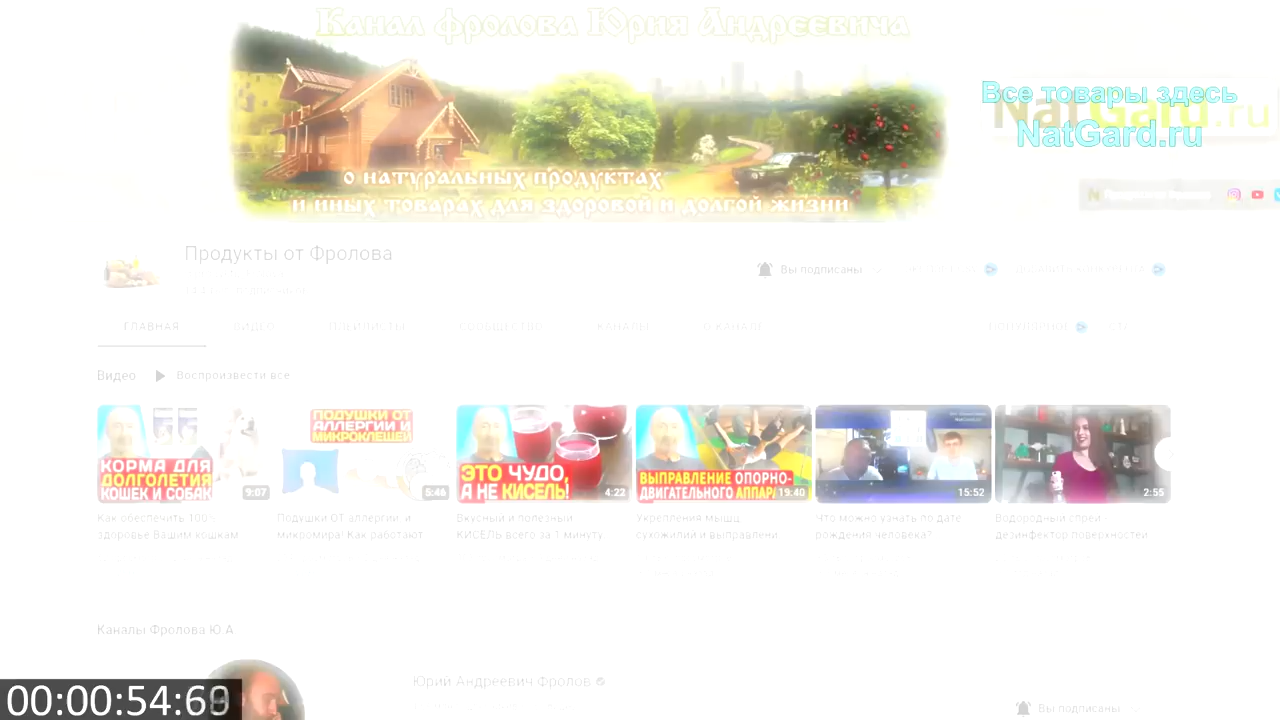 Канал фролова Юрия Андреевича
Все товары здесь
NatGard.ru
NatGard.ru
о натуральных продуктах
и иных товарах для здоровой и долгой жизни
Продукты от Фролова
Вы подписаны
ГЛАВНАЯ
ВИДЕО
ПЛЕЙЛИСТЫ
СООБЩЕСТВО
КАНАЛЫ
О КАНАЛЕ
Видео
Воспроизвести все
КОРМА ДЛЯ
ДОЛГОЛЕТИЯ
КОШЕК И СОБАК
9:07
ПОДУШКИ ОТ
АЛЛЕРГИИ И
МИКРОКЛЕЩЕЙ
5:46
ЭТО ЧУДО,
А НЕ КИСЕЛЬ!
4:22
ВЫПРАВЛЕНИЕ ОПОРНО-
ДВИГАТЕЛЬНОГО
19:40
15:52
2:55
Как обеспечить 100%
здоровье Вашим кошкам
Подушки ОТ аллергии и
микромира! Как работают
Вкусный и полезный
КИСЕЛЬ всего за 1 минуту
Укрепления мышц
сухожилий и
Что можно узнать по дате
рождения человека?
Водородный спрей -
дезинфектор поверхностей
Каналы Фролова Ю.А
Юрий Андреевич Фролов
Вы подписаны
00:00:54:69